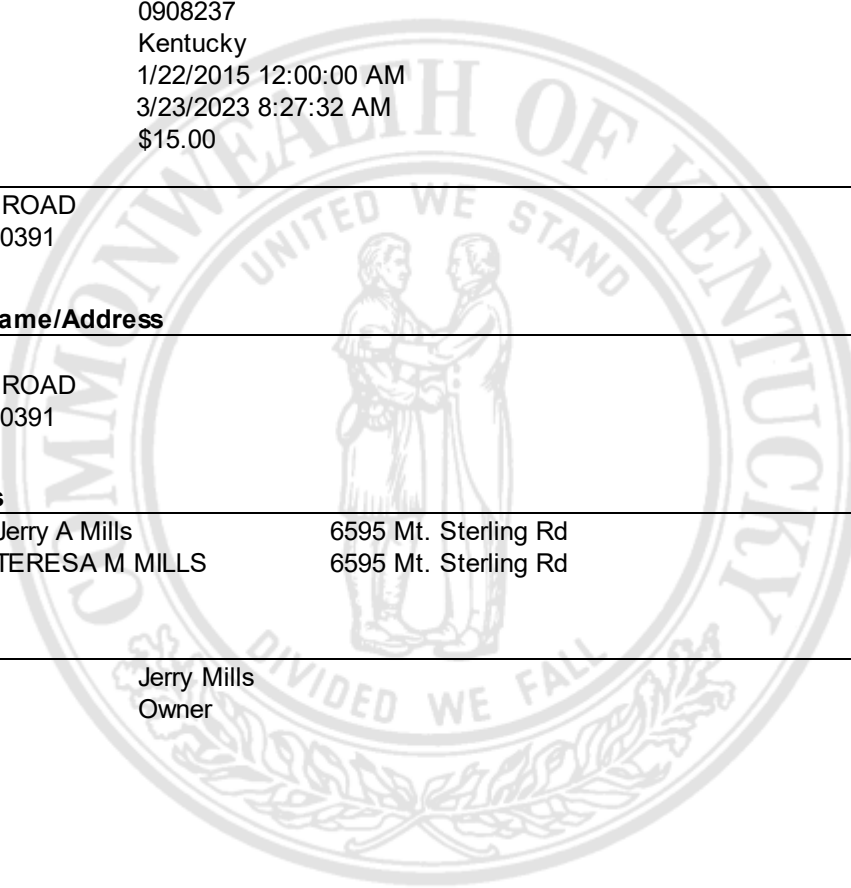 0908237
Kentucky
1/22/2015 12:00:00 AM
3/23/2023 8:27:32 AM
$15.00
ROAD
0391
ame/Address
ROAD
0391
s
Jerry A Mills 6595 Mt. Sterling Rd
TERESA M MILLS 6595 Mt. Sterling Rd
Jerry Mills
Owner
COMMONWEALTH OF KENTUCKY
UNITED WE STAND
DIVIDED WE FALL